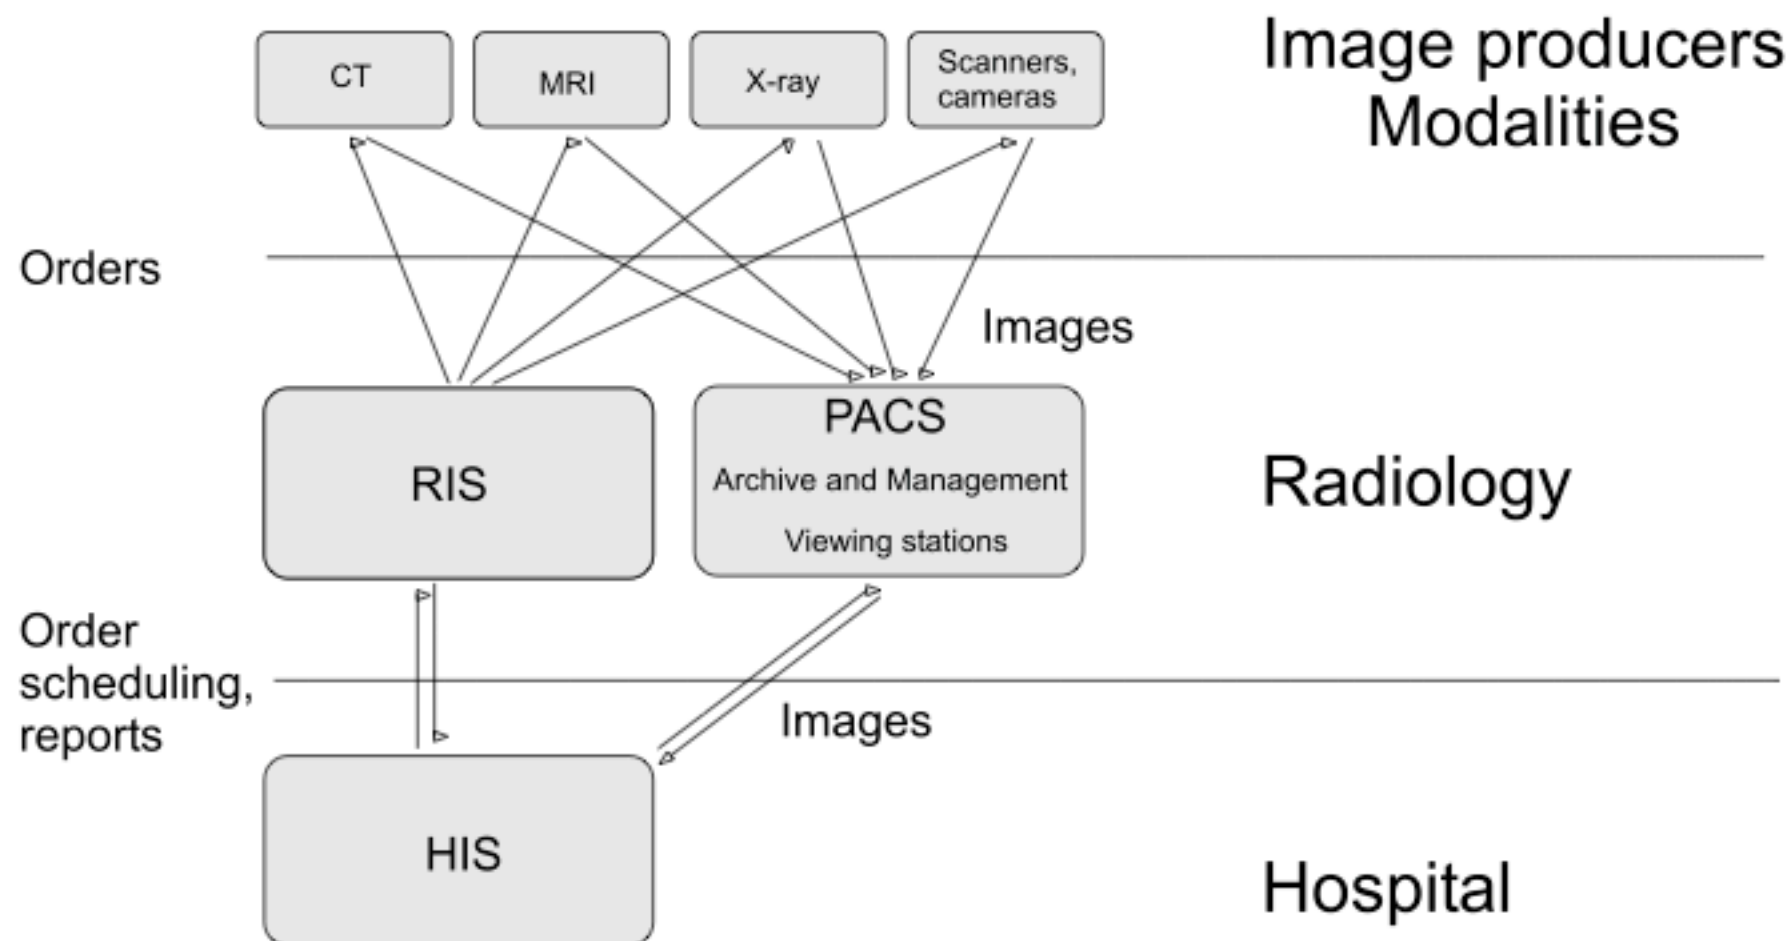 CT
MRI
X-ray
Scanners,
cameras
Image producers
Modalities
Orders
Images
RIS
PACS
Archive and Management
Viewing stations
Radiology
Order
scheduling,
reports
Images
HIS
Hospital